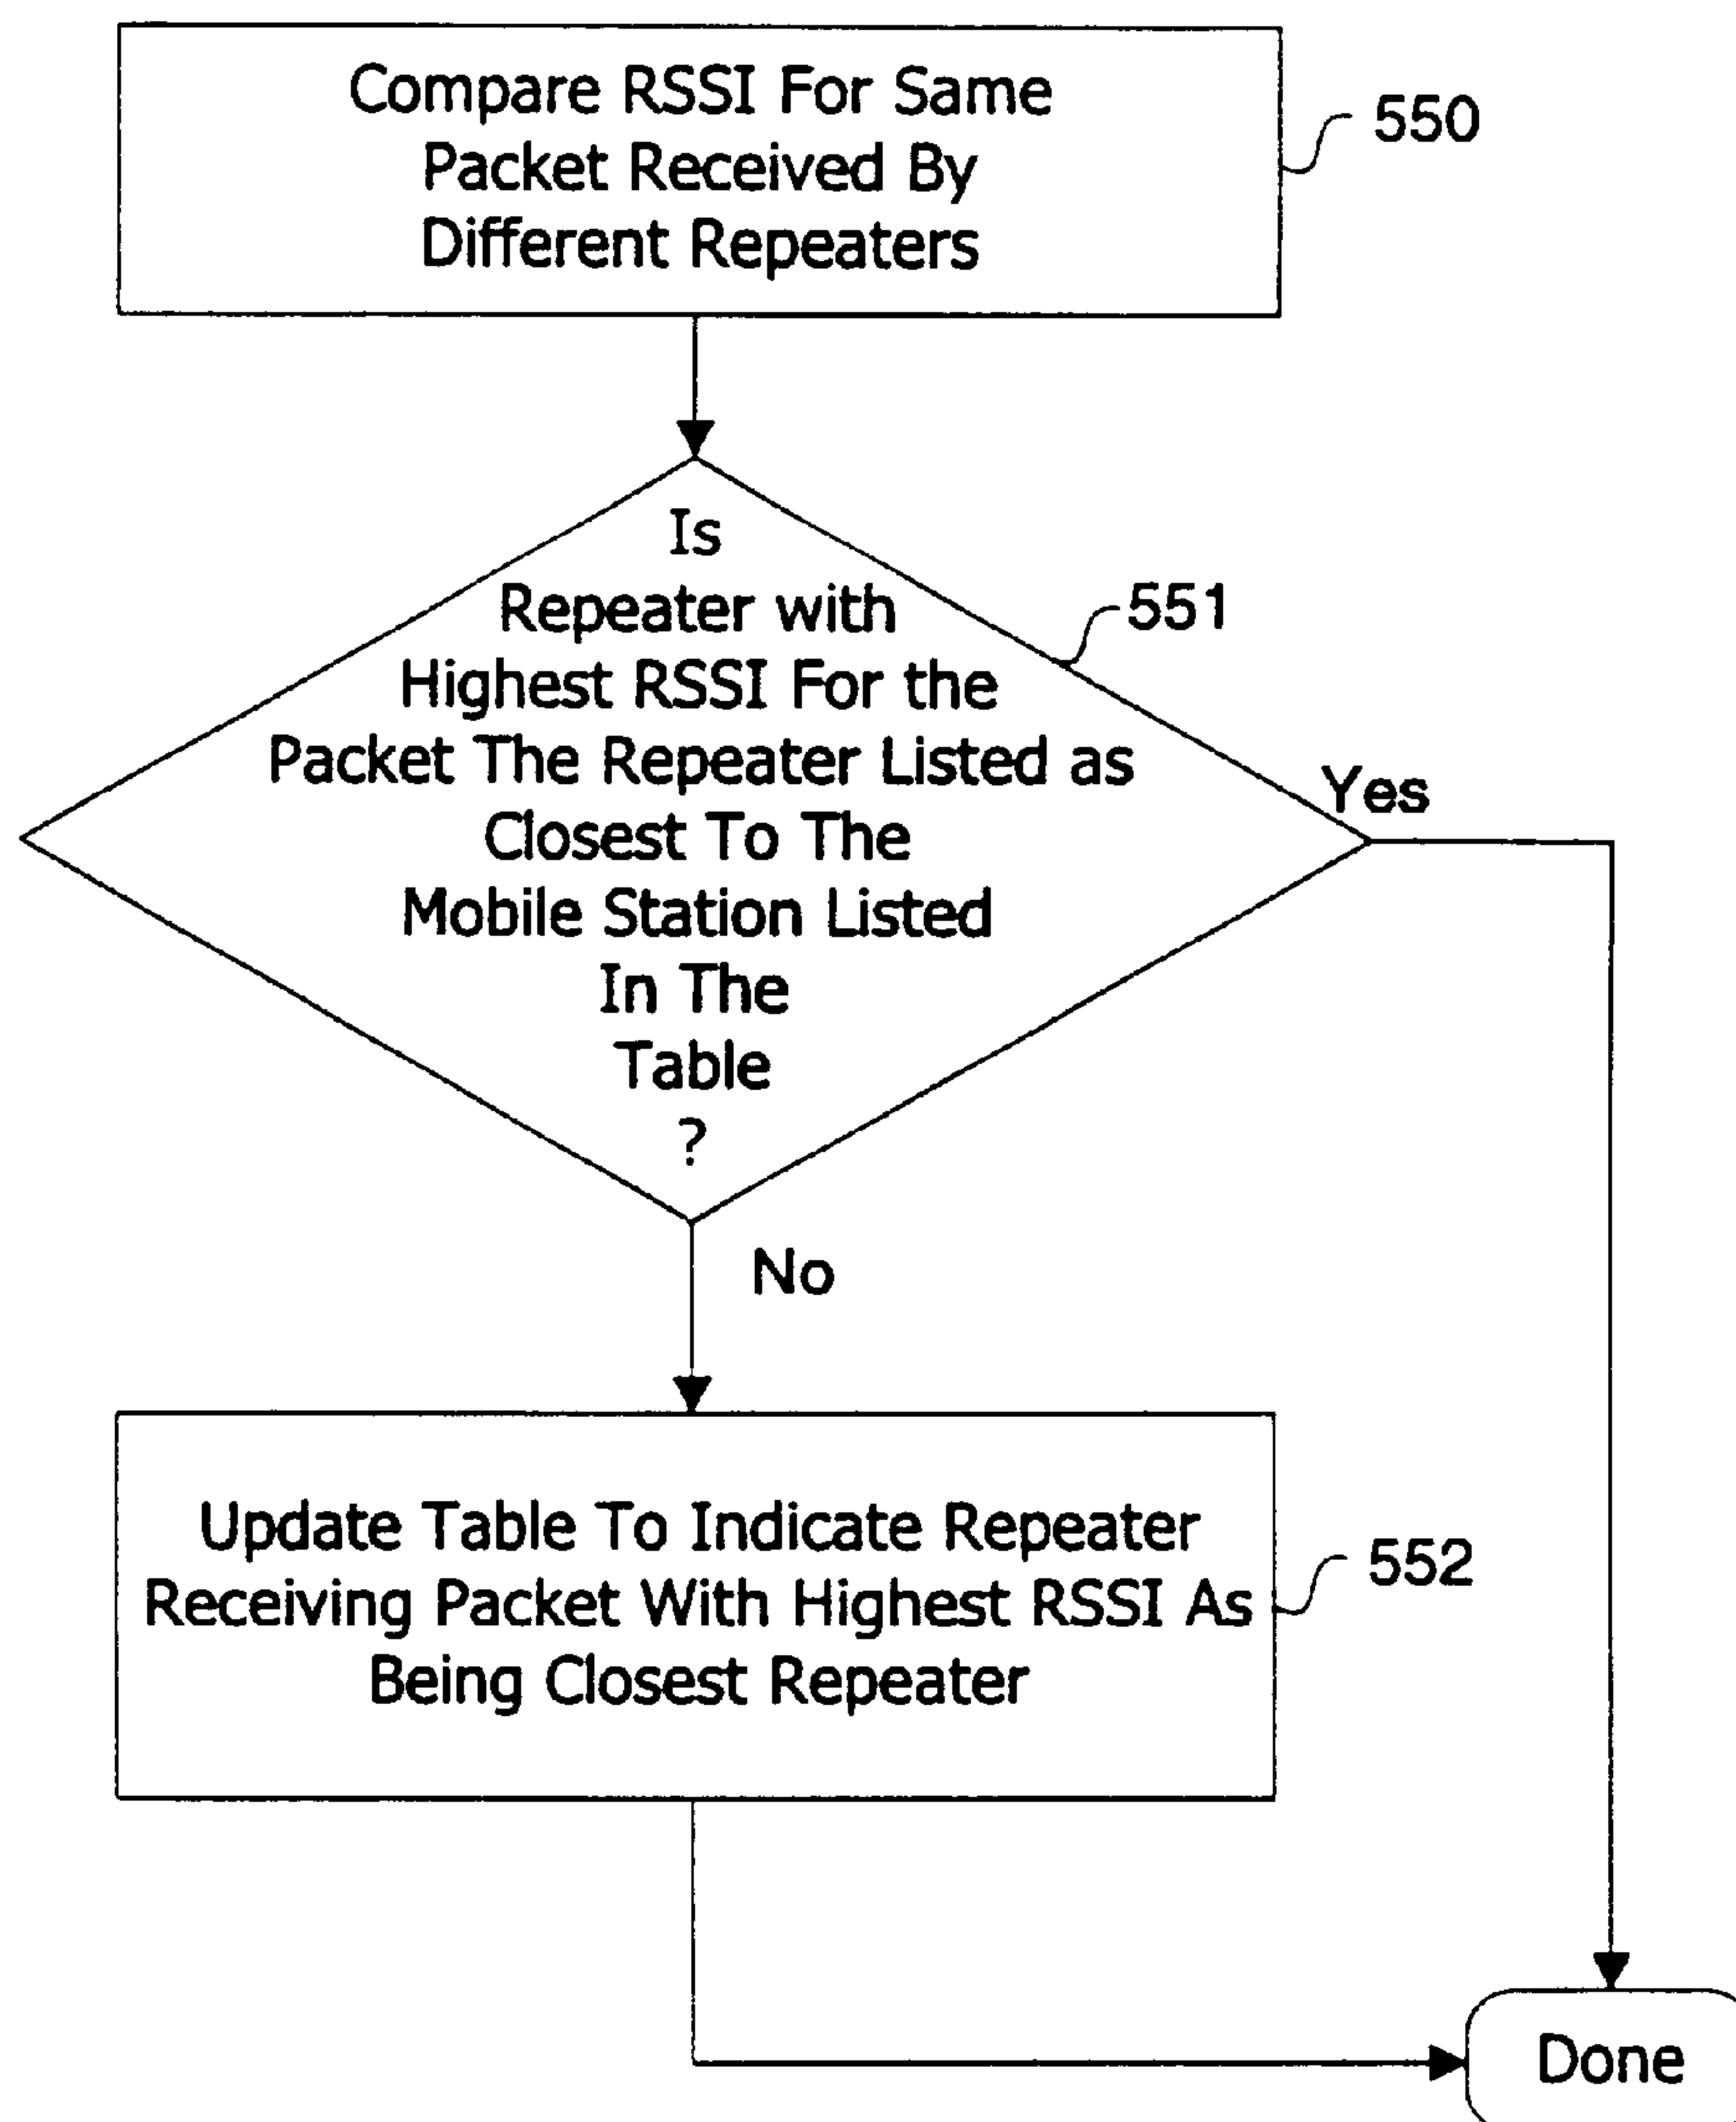 Compare RSSI For Same
Packet Received By
Different Repeaters
550
Is
Repeater with
Highest RSSI For the
Packet The Repeater Listed as
Closest To The
Mobile Station Listed
In The
Table
?
551
Yes
No
Update Table To Indicate Repeater
Receiving Packet With Highest RSSI As
Being Closest Repeater
552
Done